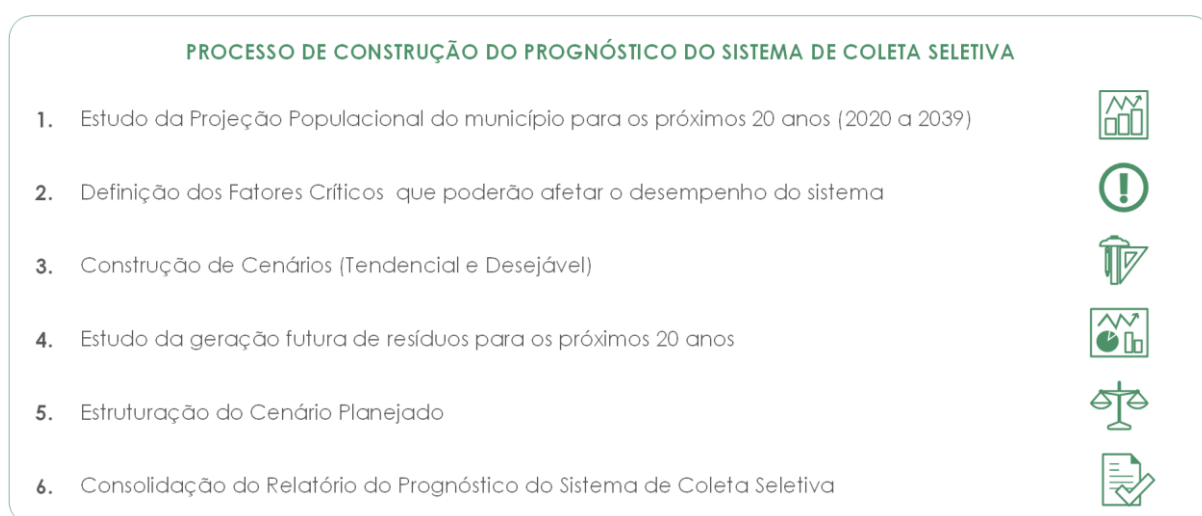 PROCESSO DE CONSTRUÇÃO DO PROGNÓSTICO DO SISTEMA DE COLETA SELETIVA
1. Estudo da Projeção Populacional do município para os próximos 20 anos (2020 a 2039)
2. Definição dos Fatores Críticos que poderão afetar o desempenho do sistema
3. Construção de Cenários (Tendencial e Desejável)
4. Estudo da geração futura de resíduos para os próximos 20 anos
5. Estruturação do Cenário Planejado
6. Consolidação do Relatório do Prognóstico do Sistema de Coleta Seletiva